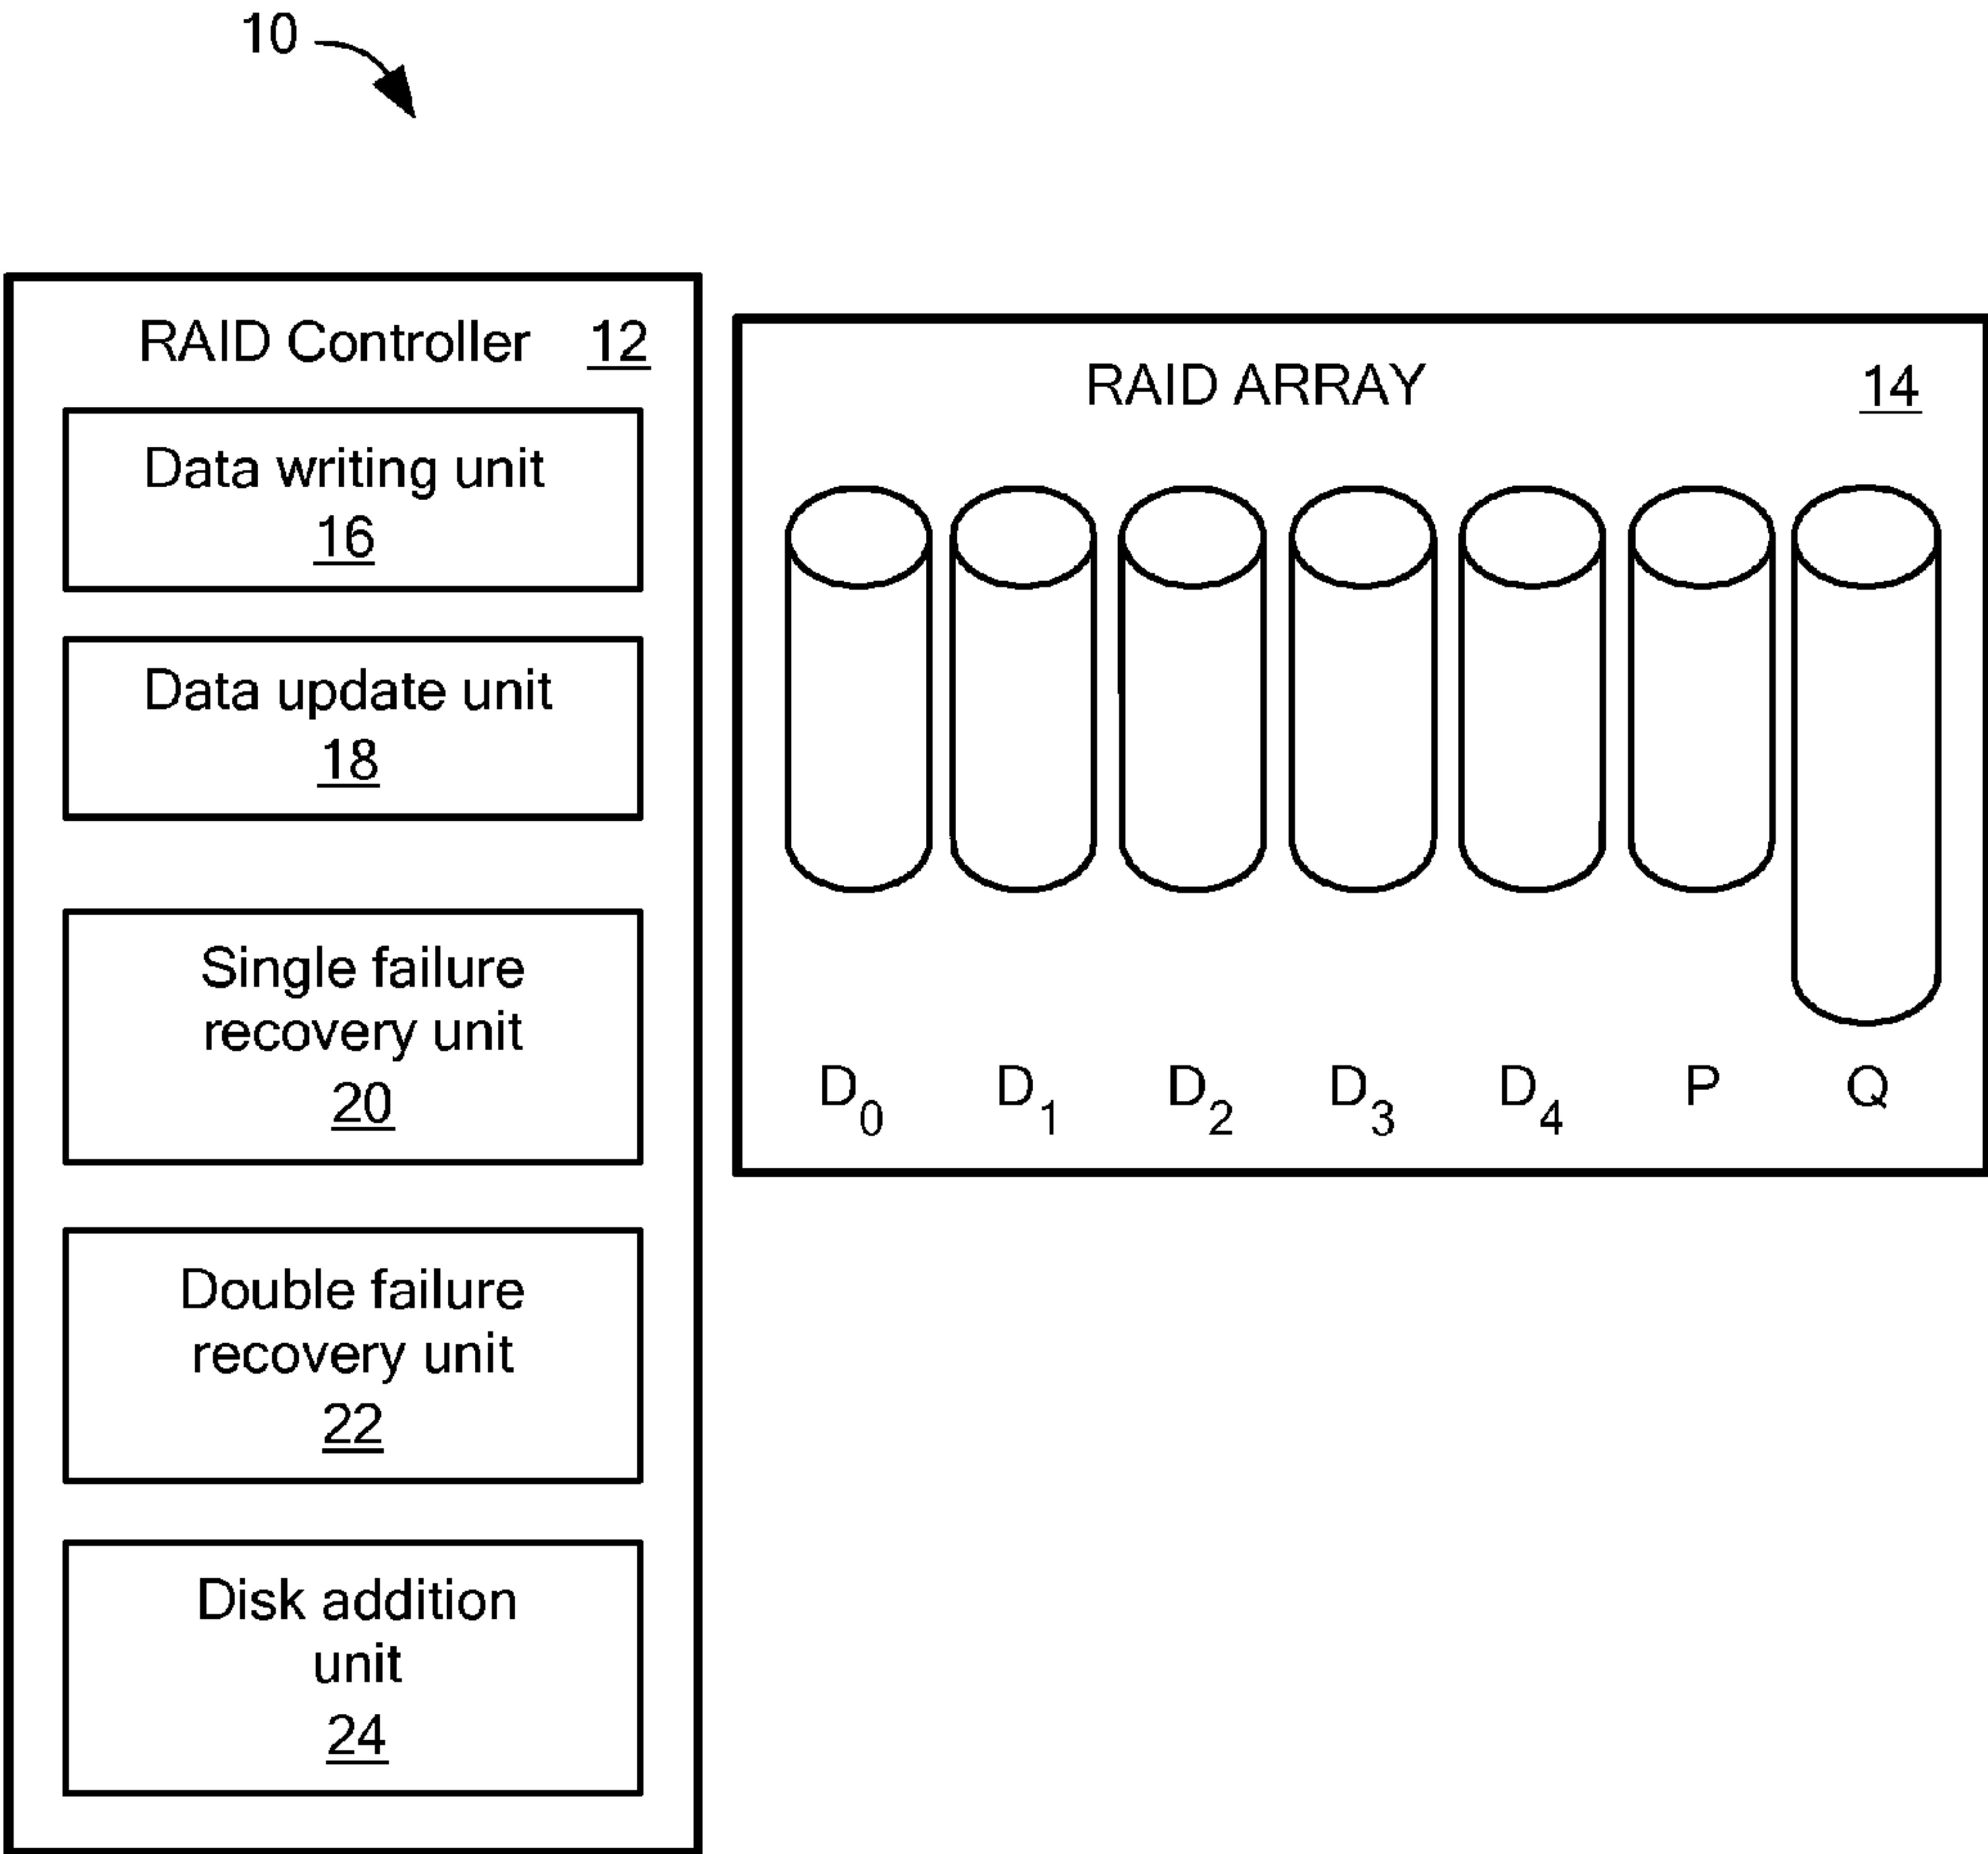 10
RAID Controller 12
Data writing unit
16
Data update unit
18
Single failure
recovery unit
20
Double failure
recovery unit
22
Disk addition
unit
24
RAID ARRAY 14
D0 D1 D2 D3 D4 P Q